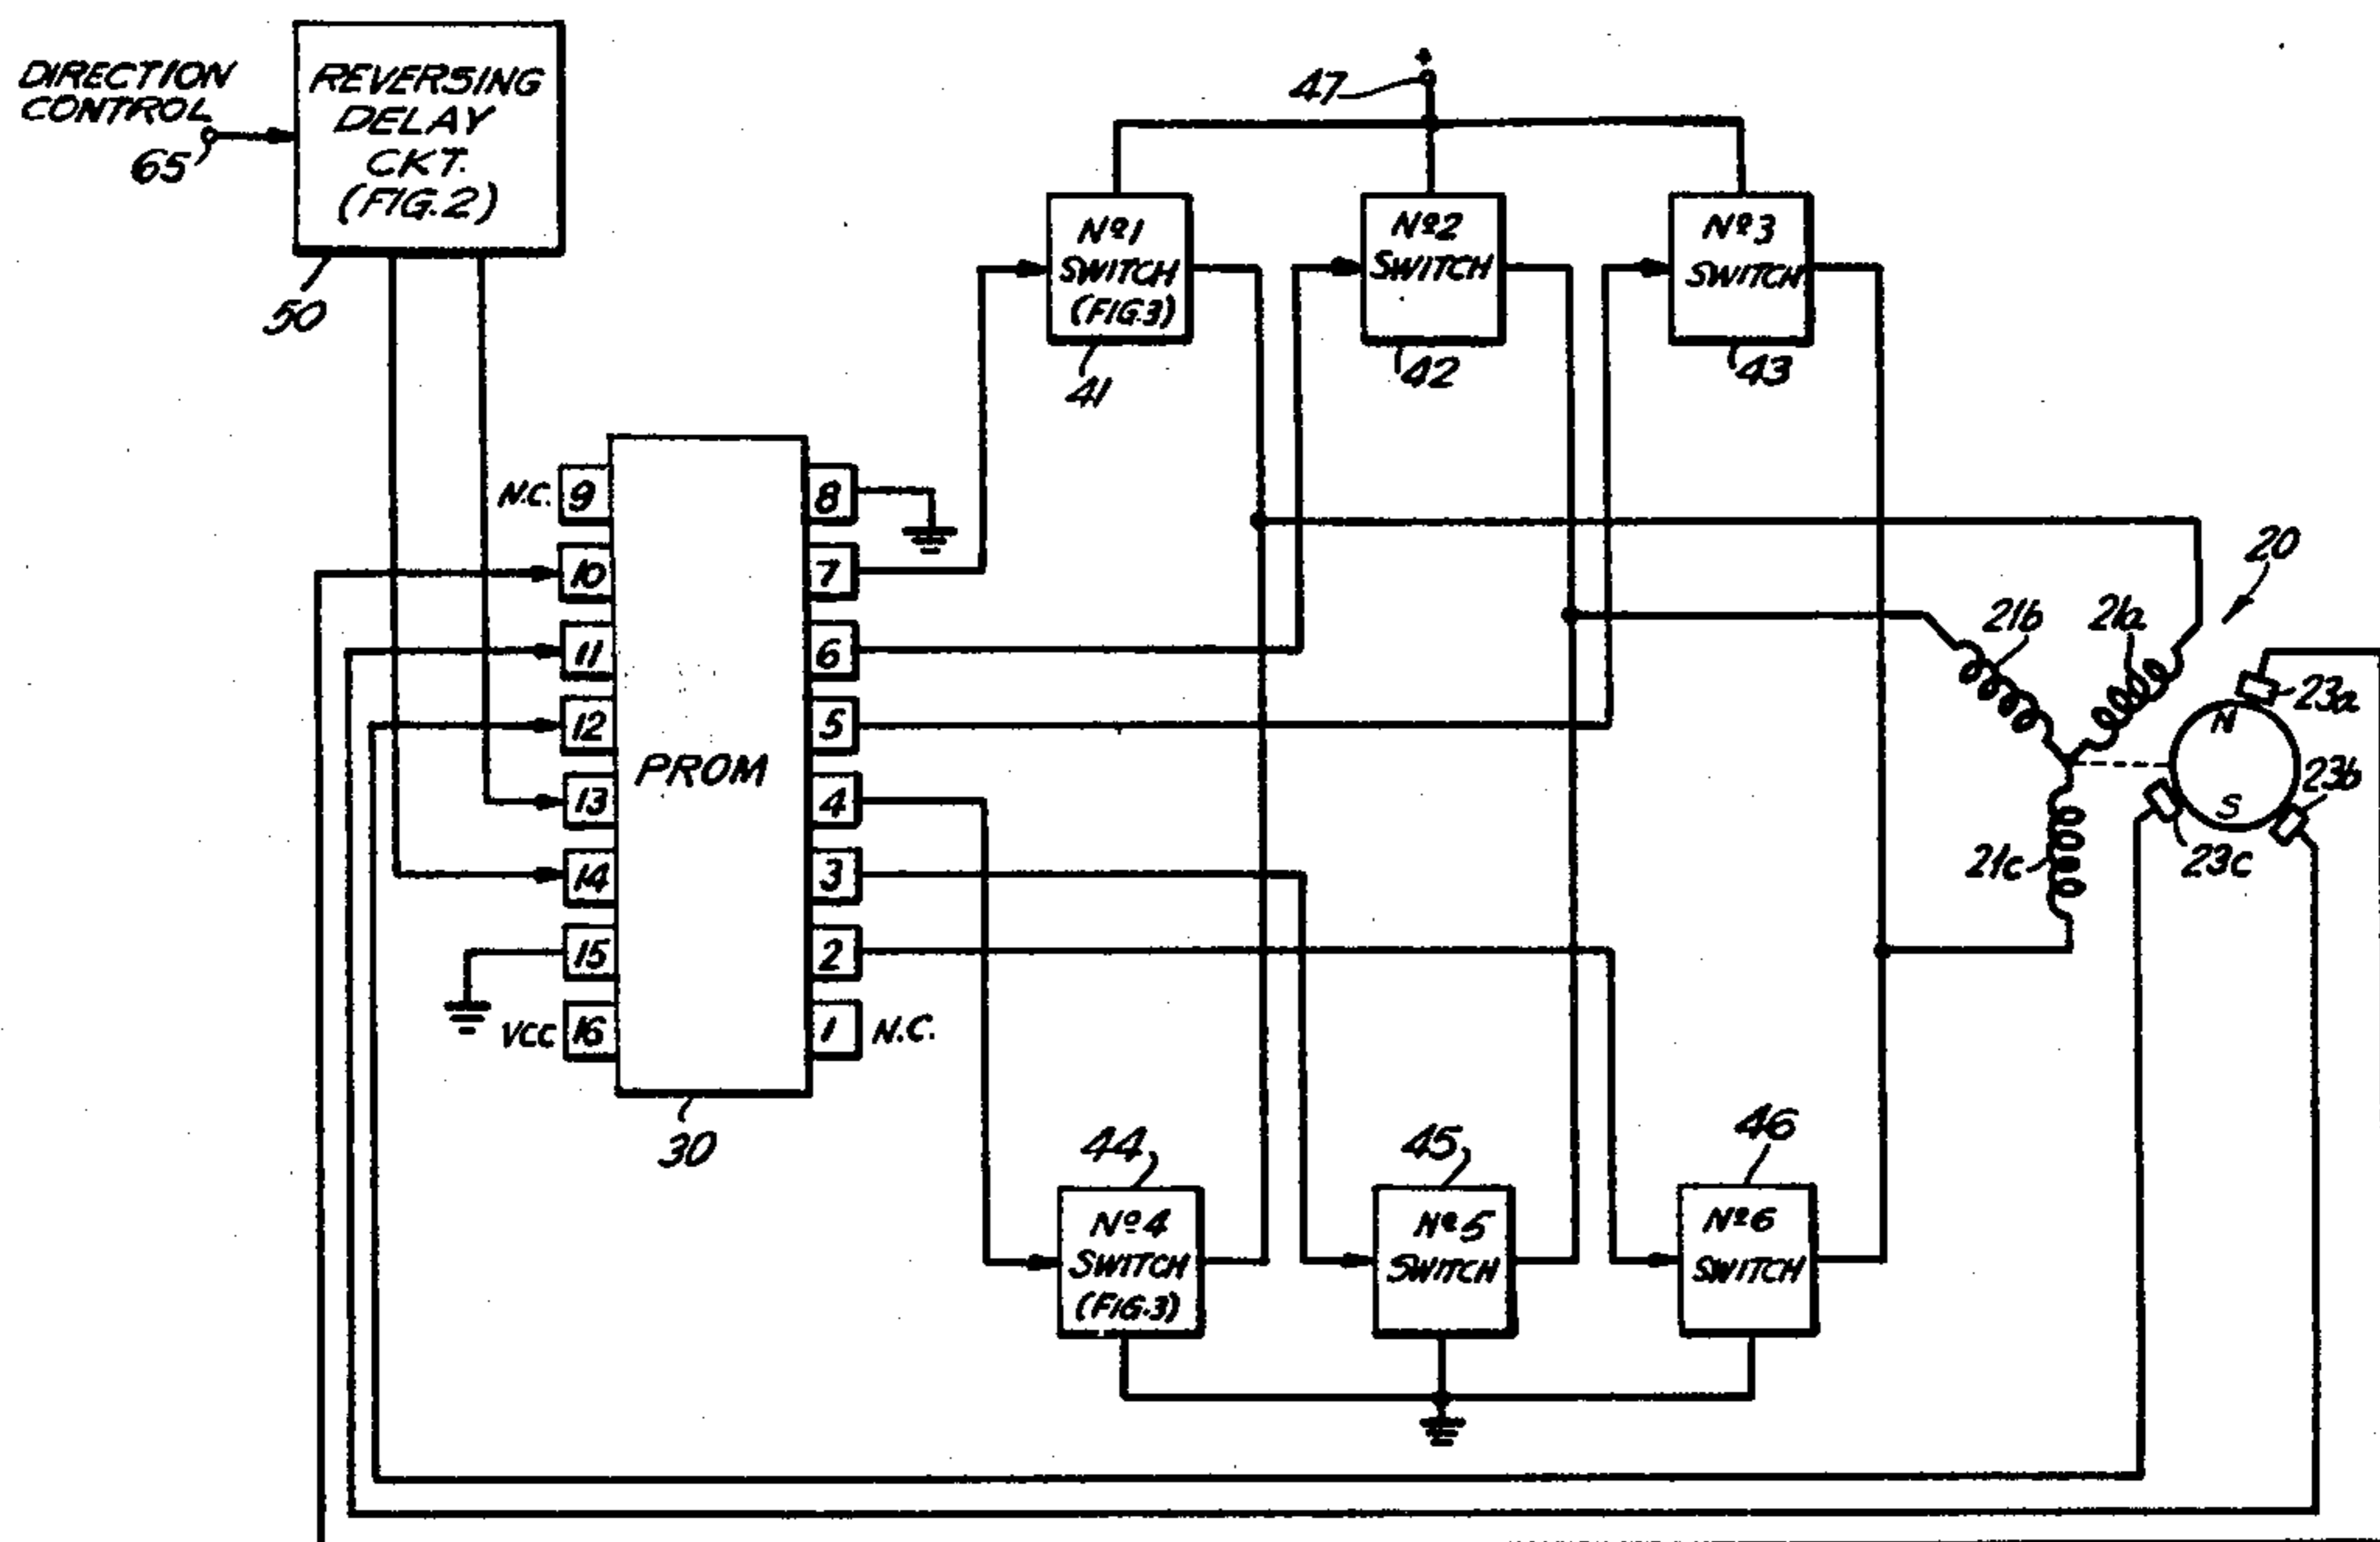 DIRECTION
CONTROL
65
REVERSING
DELAY
CKT.
(FIG.2)
50
47
+
Nº1
SWITCH
(FIG.3)
41
Nº2
SWITCH
42
Nº3
SWITCH
43
N.C. 9
10
11
12
13
14
15
VCC 16
PROM
8
7
6
5
4
3
2
1 N.C.
30
20
21b
21a
21c
23a
23b
23c
N
S
44
Nº4
SWITCH
(FIG.3)
45
Nº5
SWITCH
46
Nº6
SWITCH